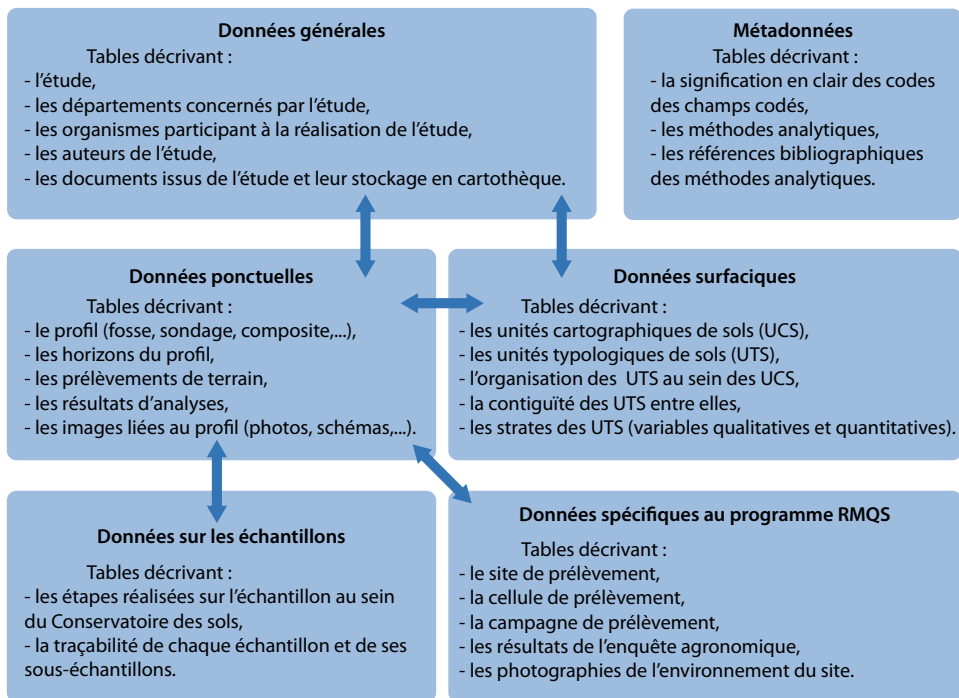 Données générales
Tables décrivant :
- l'étude,
- les départements concernés par l'étude,
- les organismes participant à la réalisation de l'étude,
- les auteurs de l'étude,
- les documents issus de l'étude et leur stockage en cartothèque.
Métadonnées
Tables décrivant :
- la signification en clair des codes
des champs codés,
- les méthodes analytiques,
- les références bibliographiques
des méthodes analytiques.
Données ponctuelles
Tables décrivant :
- le profil (fosse, sondage, composite,...),
- les horizons du profil,
- les prélèvements de terrain,
- les résultats d'analyses,
- les images liées au profil (photos, schémas,...).
Données surfaciques
Tables décrivant :
- les unités cartographiques de sols (UCS),
- les unités typologiques de sols (UTS),
- l'organisation des UTS au sein des UCS,
- la contiguïté des UTS entre elles,
- les strates des UTS (variables qualitatives et quantitatives).
Données sur les échantillons
Tables décrivant :
- les étapes réalisées sur l'échantillon au sein
du Conservatoire des sols,
- la traçabilité de chaque échantillon et de ses
sous-échantillons.
Données spécifiques au programme RMQS
Tables décrivant :
- le site de prélèvement,
- la cellule de prélèvement,
- la campagne de prélèvement,
- les résultats de l'enquête agronomique,
- les photographies de l'environnement du site.